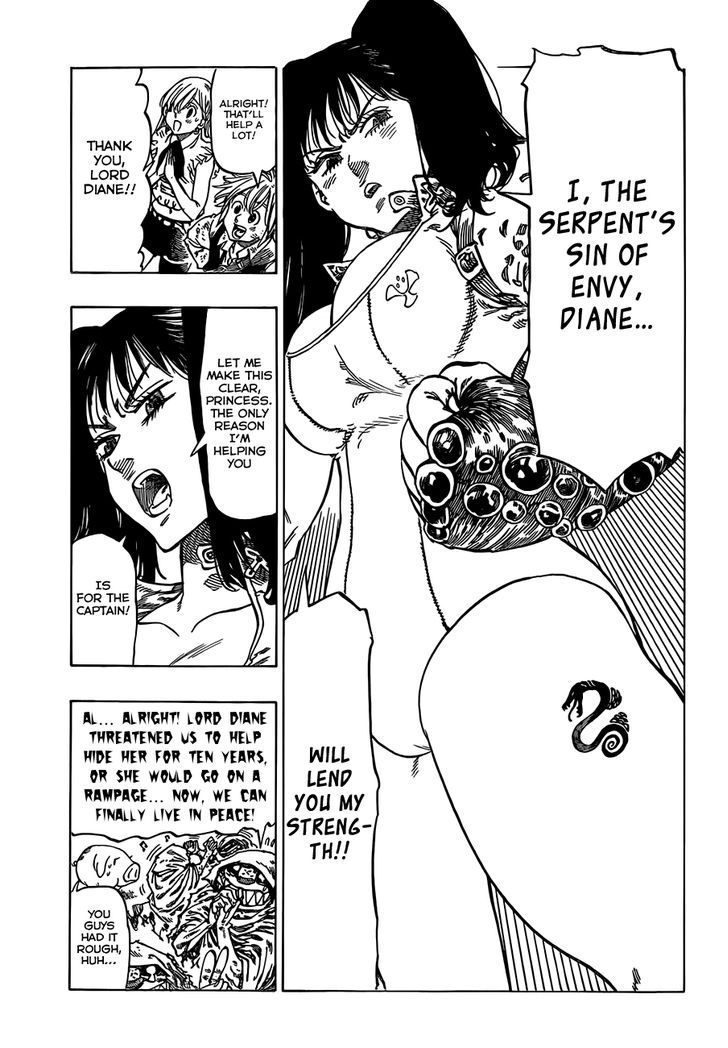 I, THE
SERPENT'S
SIN OF
ENVY,
DIANE...
WILL
LEND
YOU MY
STRENG-
TH!!
ALRIGHT!
THAT'LL
HELP A
LOT!
THANK
YOU,
LORD
DIANE!!
LET ME
MAKE THIS
CLEAR,
PRINCESS.
THE ONLY
REASON
I'M
HELPING
YOU
IS
FOR THE
CAPTAIN!
AL... ALRIGHT! LORD DIANE
THREATENED US TO HELP
HIDE HER FOR TEN YEARS,
OR SHE WOULD GO ON A
RAMPAGE... NOW, WE CAN
FINALLY LIVE IN PEACE!
YOU
GUYS
HAD IT
ROUGH,
HUH...